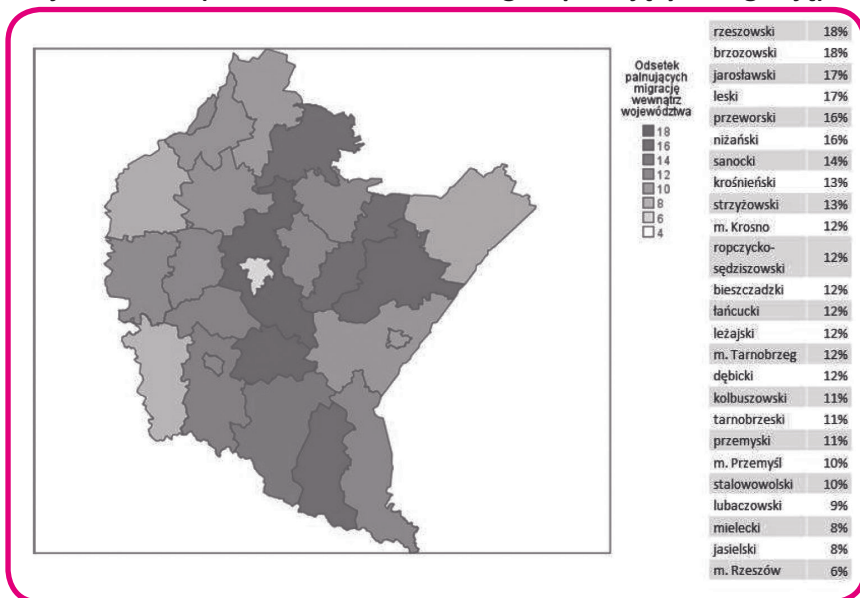 Odsetek
palnujących
migrację
wewnątrz
województwa
18
16
14
12
10
8
6
4
rzeszowski 18%
brzozowski 18%
jarosławski 17%
leski 17%
przeworski 16%
niżański 16%
sanocki 14%
krośnieński 13%
strzyżowski 13%
m. Krosno 12%
ropczycko-
sędziszowski 12%
bieszczadzki 12%
łańcucki 12%
leżajski 12%
m. Tarnobrzeg 12%
dębicki 12%
kolbuszowski 11%
tarnobrzeski 11%
przemyski 11%
m. Przemyśl 10%
stalowowolski 10%
lubaczowski 9%
mielecki 8%
jasielski 8%
m. Rzeszów 6%